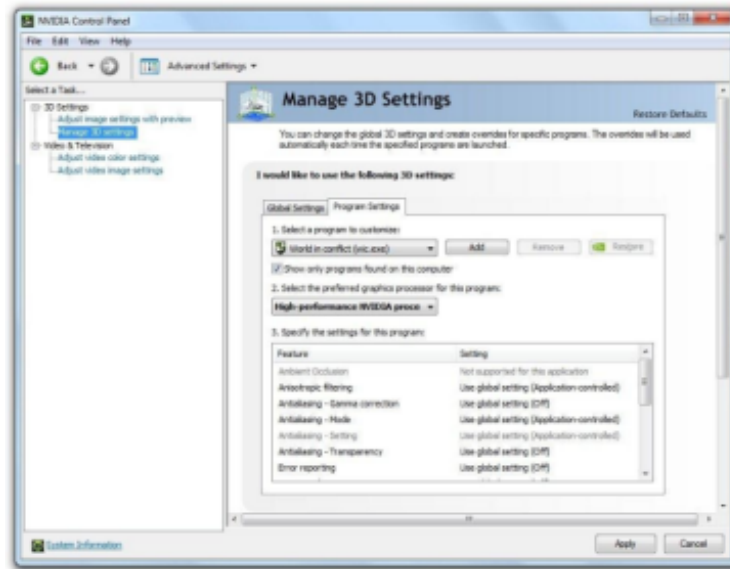 NVIDIA Control Panel
File Edit View Help
Back Advanced Settings
Select a Task...
3D Settings
Adjust image settings with preview
Manage 3D settings
Video & Television
Adjust video color settings
Adjust video image settings
Manage 3D Settings
Restore Defaults
You can change the global 3D settings and create overrides for specific programs. The overrides will be used
automatically each time the specified programs are launched.
I would like to use the following 3D settings:
Global Settings Program Settings
1. Select a program to customize:
World in conflict (wic.exe) Add Remove Restore
Show only programs found on this computer
2. Select the preferred graphics processor for this program:
High-performance NVIDIA proce
3. Specify the settings for this program:
Feature Setting
Ambient Occlusion Not supported for this application
Anisotropic filtering Use global setting (Application-controlled)
Antialiasing - Gamma correction Use global setting (Off)
Antialiasing - Mode Use global setting (Application-controlled)
Antialiasing - Setting Use global setting (Application-controlled)
Antialiasing - Transparency Use global setting (Off)
Error reporting Use global setting (Off)
System Information
Apply Cancel